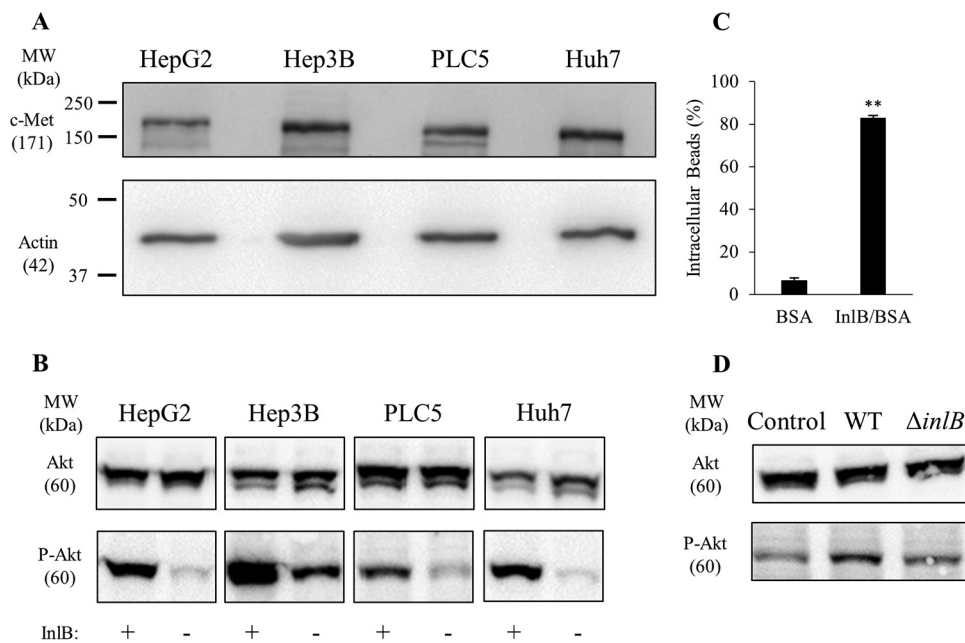 A
MW
(kDa)
HepG2 Hep3B PLC5 Huh7
250
c-Met
(171)
150
50
Actin
(42)
37
B
MW
(kDa)
HepG2 Hep3B PLC5 Huh7
Akt
(60)
P-Akt
(60)
InlB: + - + - + - + -
C
Intracellular Beads (%)
100
80
60
40
20
0
**
BSA InlB/BSA
D
MW
(kDa)
Control WT ΔinlB
Akt
(60)
P-Akt
(60)